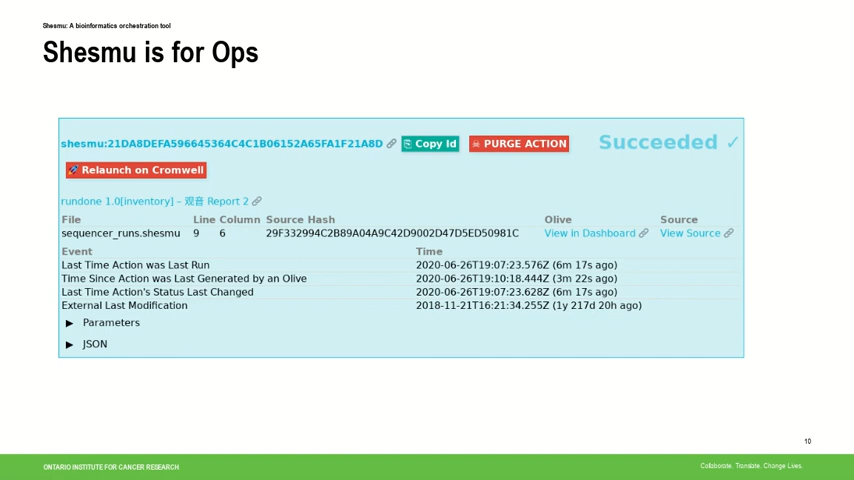 Shesmu: A bioinformatics orchestration tool
Shesmu is for Ops
shesmu:21DA8DEFA596645364C4C1B06152A65FA1F21A8D Copy Id PURGE ACTION Succeeded ✓
Relaunch on Cromwell
rundone 1.0[inventory] – 观音 Report 2
File Line Column Source Hash Olive Source
sequencer_runs.shesmu 9 6 29F332994C2B89A04A9C42D9002D47D5ED50981C View in Dashboard View Source
Event Time
Last Time Action was Last Run 2020-06-26T19:07:23.576Z (6m 17s ago)
Time Since Action was Last Generated by an Olive 2020-06-26T19:10:18.444Z (3m 22s ago)
Last Time Action's Status Last Changed 2020-06-26T19:07:23.628Z (6m 17s ago)
External Last Modification 2018-11-21T16:21:34.255Z (1y 217d 20h ago)
▶ Parameters
▶ JSON
10
ONTARIO INSTITUTE FOR CANCER RESEARCH Collaborate. Translate. Change Lives.